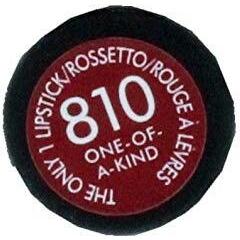 THE ONLY 1 LIPSTICK/ROSSETTO/ROUGE À LÈVRES
810
ONE-OF-
A-KIND